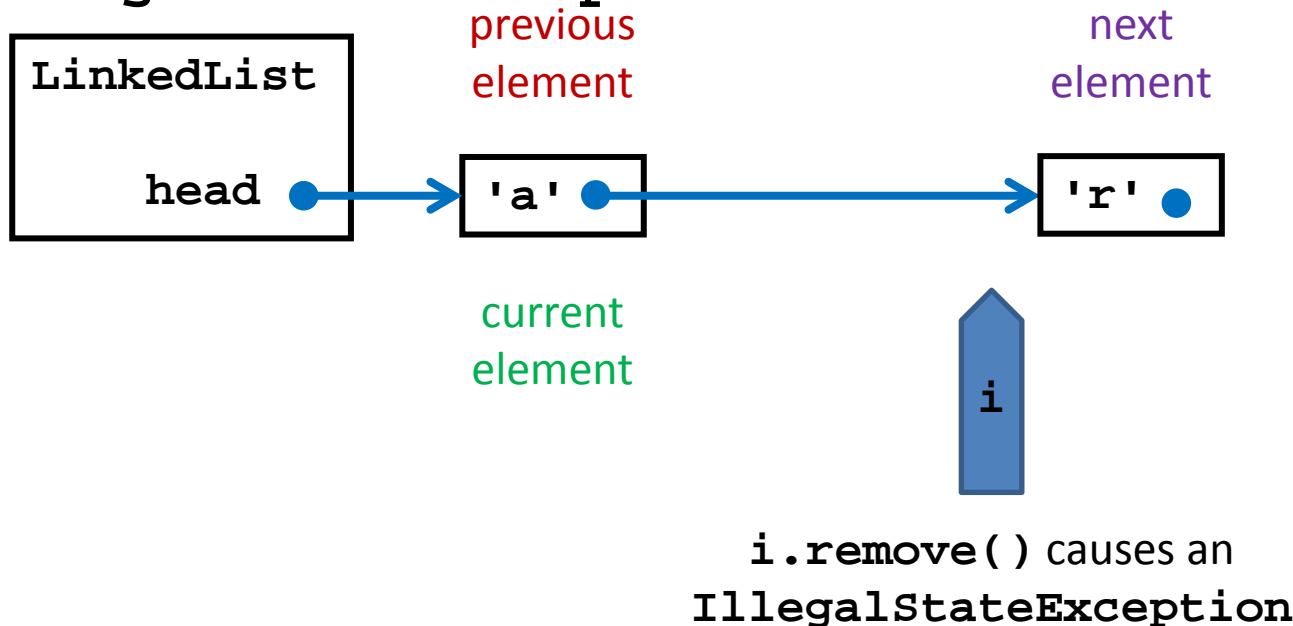 previous
element
next
element
LinkedList
head
'a'
'r'
current
element
i
i.remove() causes an
IllegalStateException